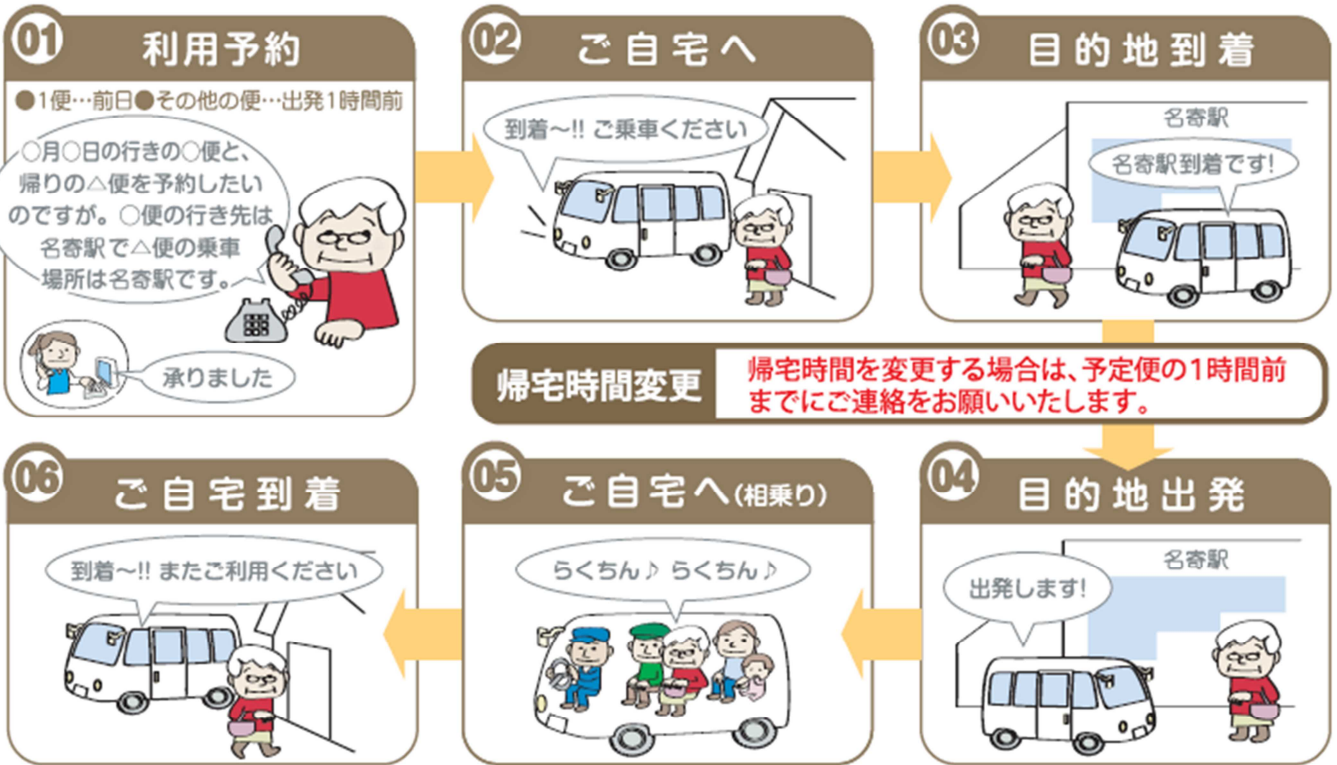 01 利用予約
●1便…前日●その他の便…出発1時間前
○月○日の行きの○便と、
帰りの△便を予約したい
のですが。○便の行き先は
名寄駅で△便の乗車
場所は名寄駅です。
承りました
02 ご自宅へ
到着〜!! ご乗車ください
03 目的地到着
名寄駅
名寄駅到着です!
帰宅時間変更
帰宅時間を変更する場合は、予定便の1時間前
までにご連絡をお願いいたします。
04 目的地出発
名寄駅
出発します!
05 ご自宅へ(相乗り)
らくちん♪ らくちん♪
06 ご自宅到着
到着〜!! またご利用ください